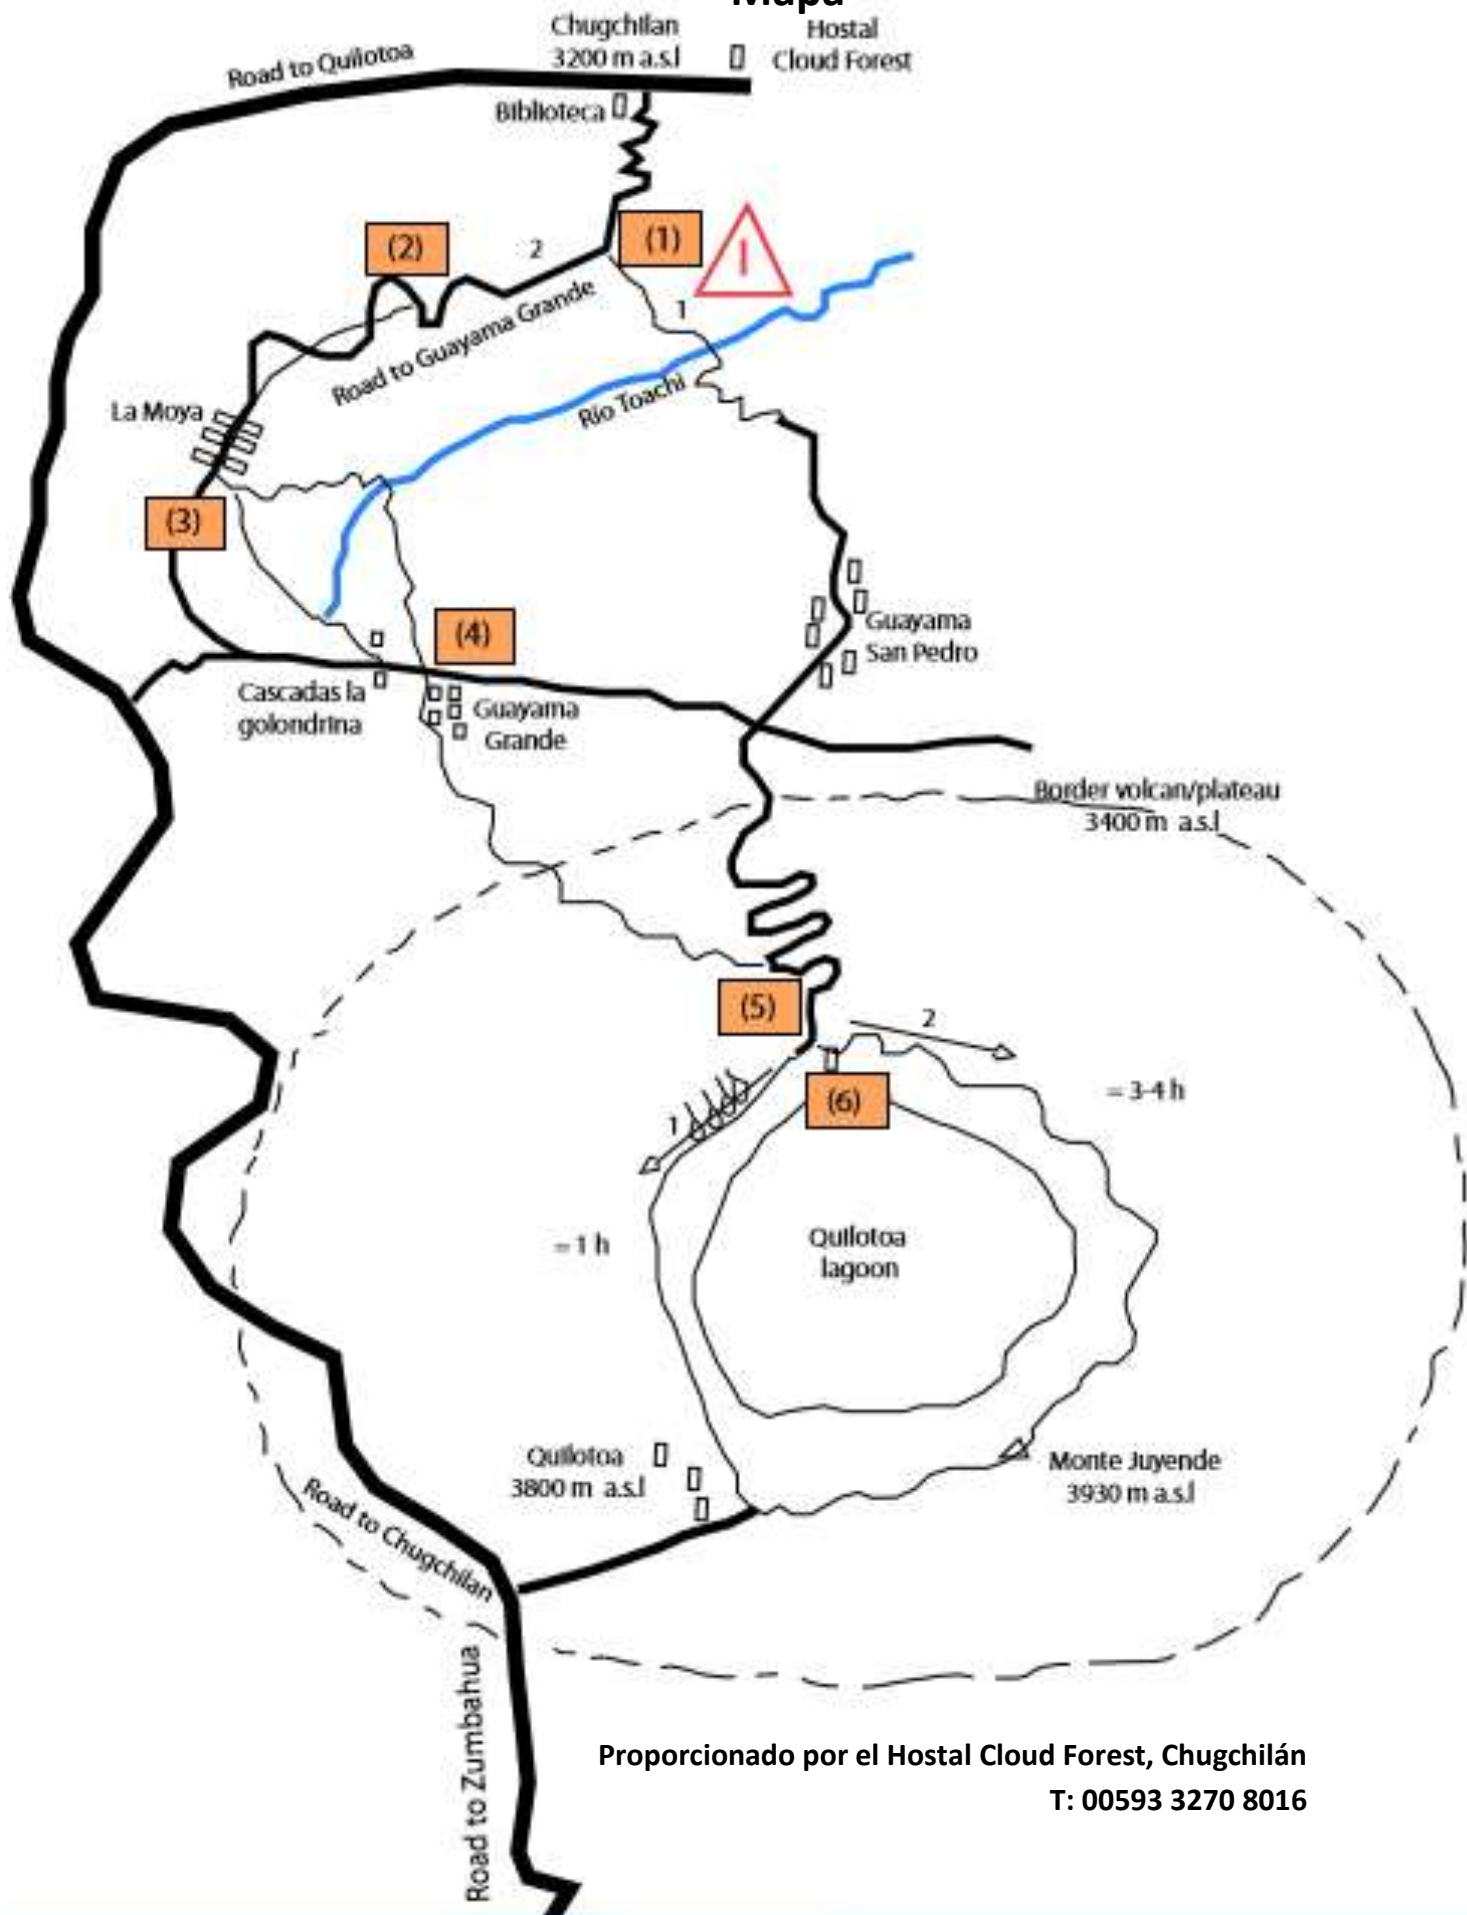 Mapa
Chugchilan
3200 m a.s.l
Hostal
Cloud Forest
Road to Quilotoa
Biblioteca
(1)
(2)
2
1
Road to Guayama Grande
Rio Toachi
La Moya
(3)
(4)
Guayama
San Pedro
Cascadas la
golondrina
Guayama
Grande
Border volcan/plateau
3400 m a.s.l
(5)
2
= 3-4 h
(6)
1
= 1 h
Quilotoa
lagoon
Quilotoa
3800 m a.s.l
Monte Juyende
3930 m a.s.l
Road to Chugchilan
Road to Zumbahua
Proporcionado por el Hostal Cloud Forest, Chugchilán
T: 00593 3270 8016